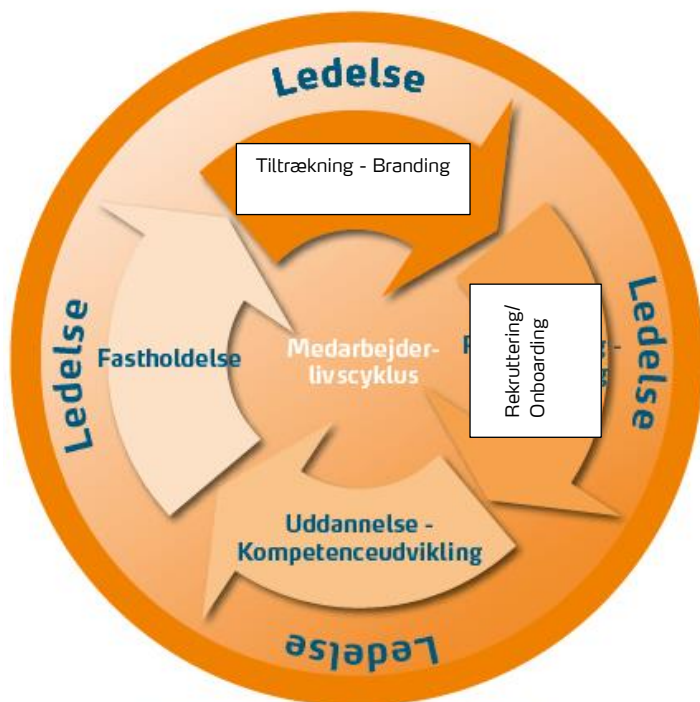 Ledelse
Tiltrækning - Branding
Ledelse
Rekruttering/
Onboarding
Ledelse
Fastholdelse
Medarbejder-
livscyklus
Uddannelse -
Kompetenceudvikling
Ledelse